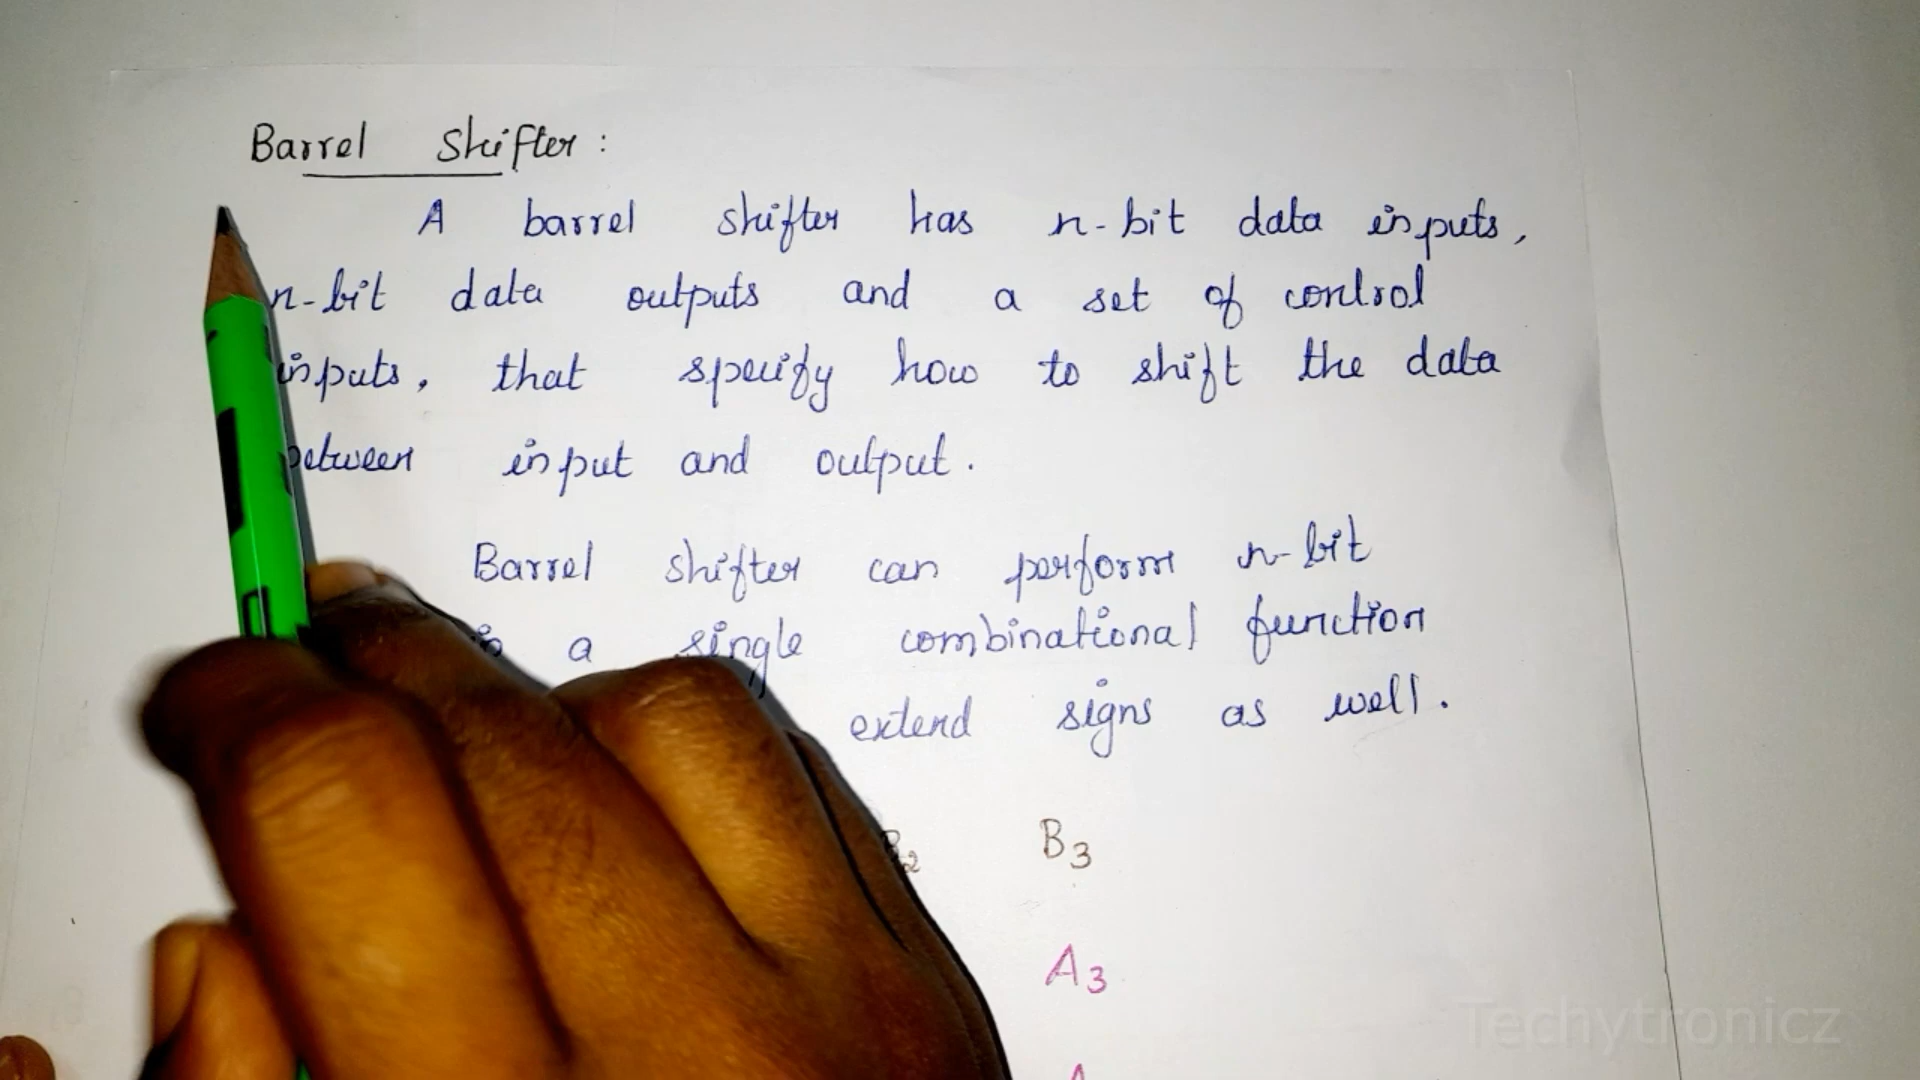 Barrel Shifter :
A barrel shifter has n-bit data inputs,
n-bit data outputs and a set of control
inputs, that specify how to shift the data
between input and output.
Barrel shifter can perform n-bit
a single combinational function
extend signs as well.
B2 B3
A3
Techytronicz